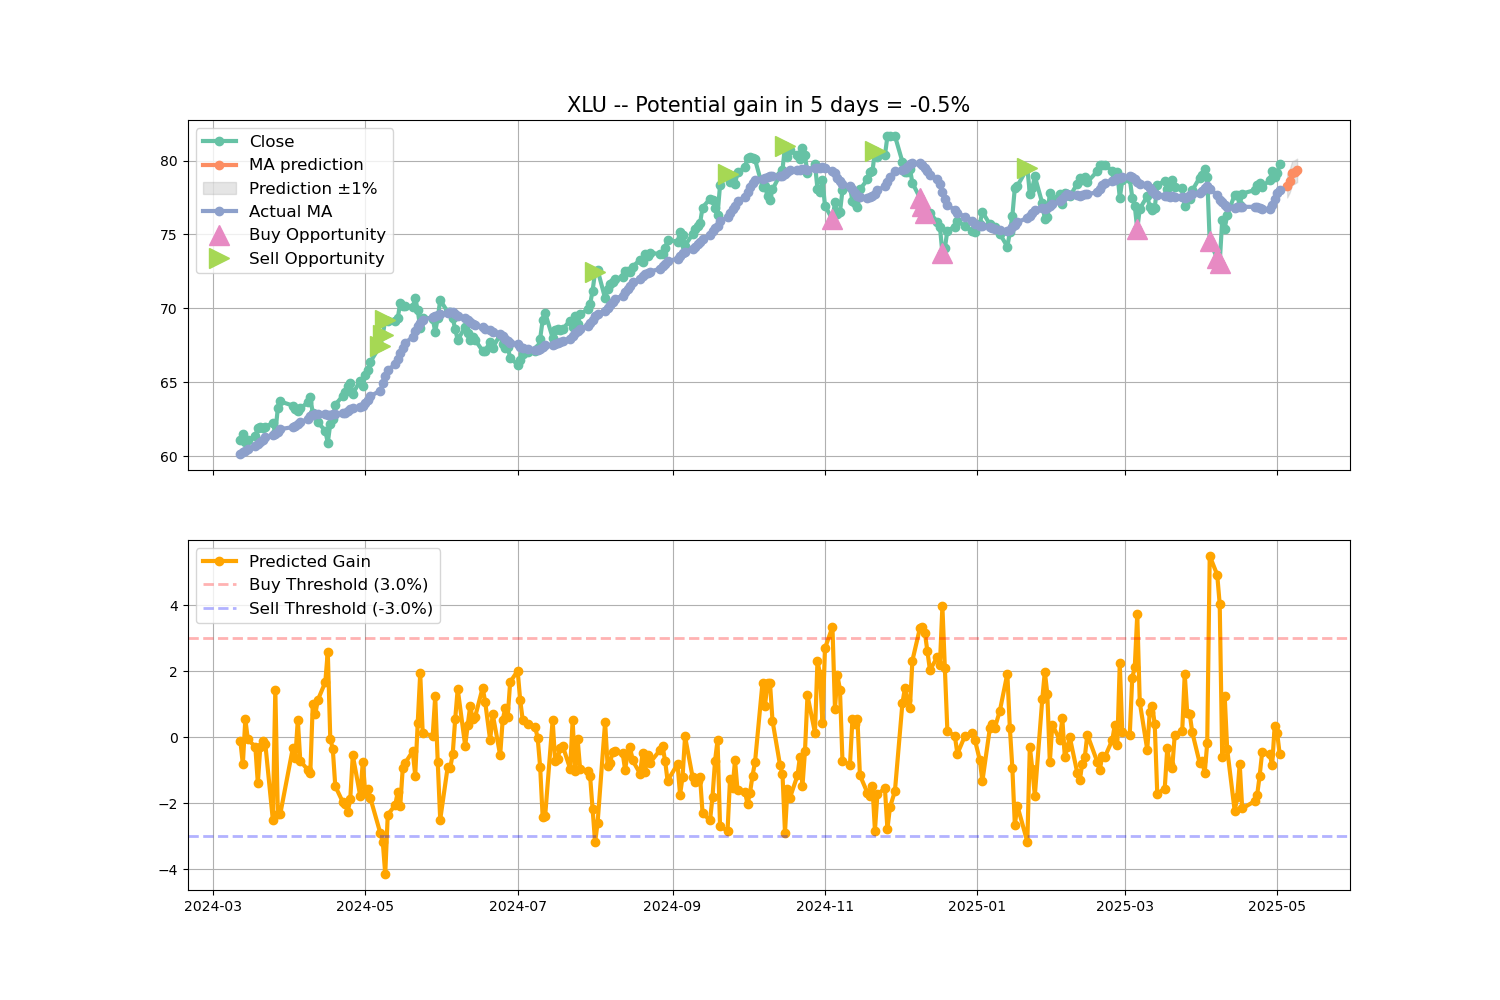 XLU -- Potential gain in 5 days = -0.5%
Close
MA prediction
Prediction ±1%
Actual MA
Buy Opportunity
Sell Opportunity
80
75
70
65
60
Predicted Gain
Buy Threshold (3.0%)
Sell Threshold (-3.0%)
4
2
0
−2
−4
2024-03
2024-05
2024-07
2024-09
2024-11
2025-01
2025-03
2025-05